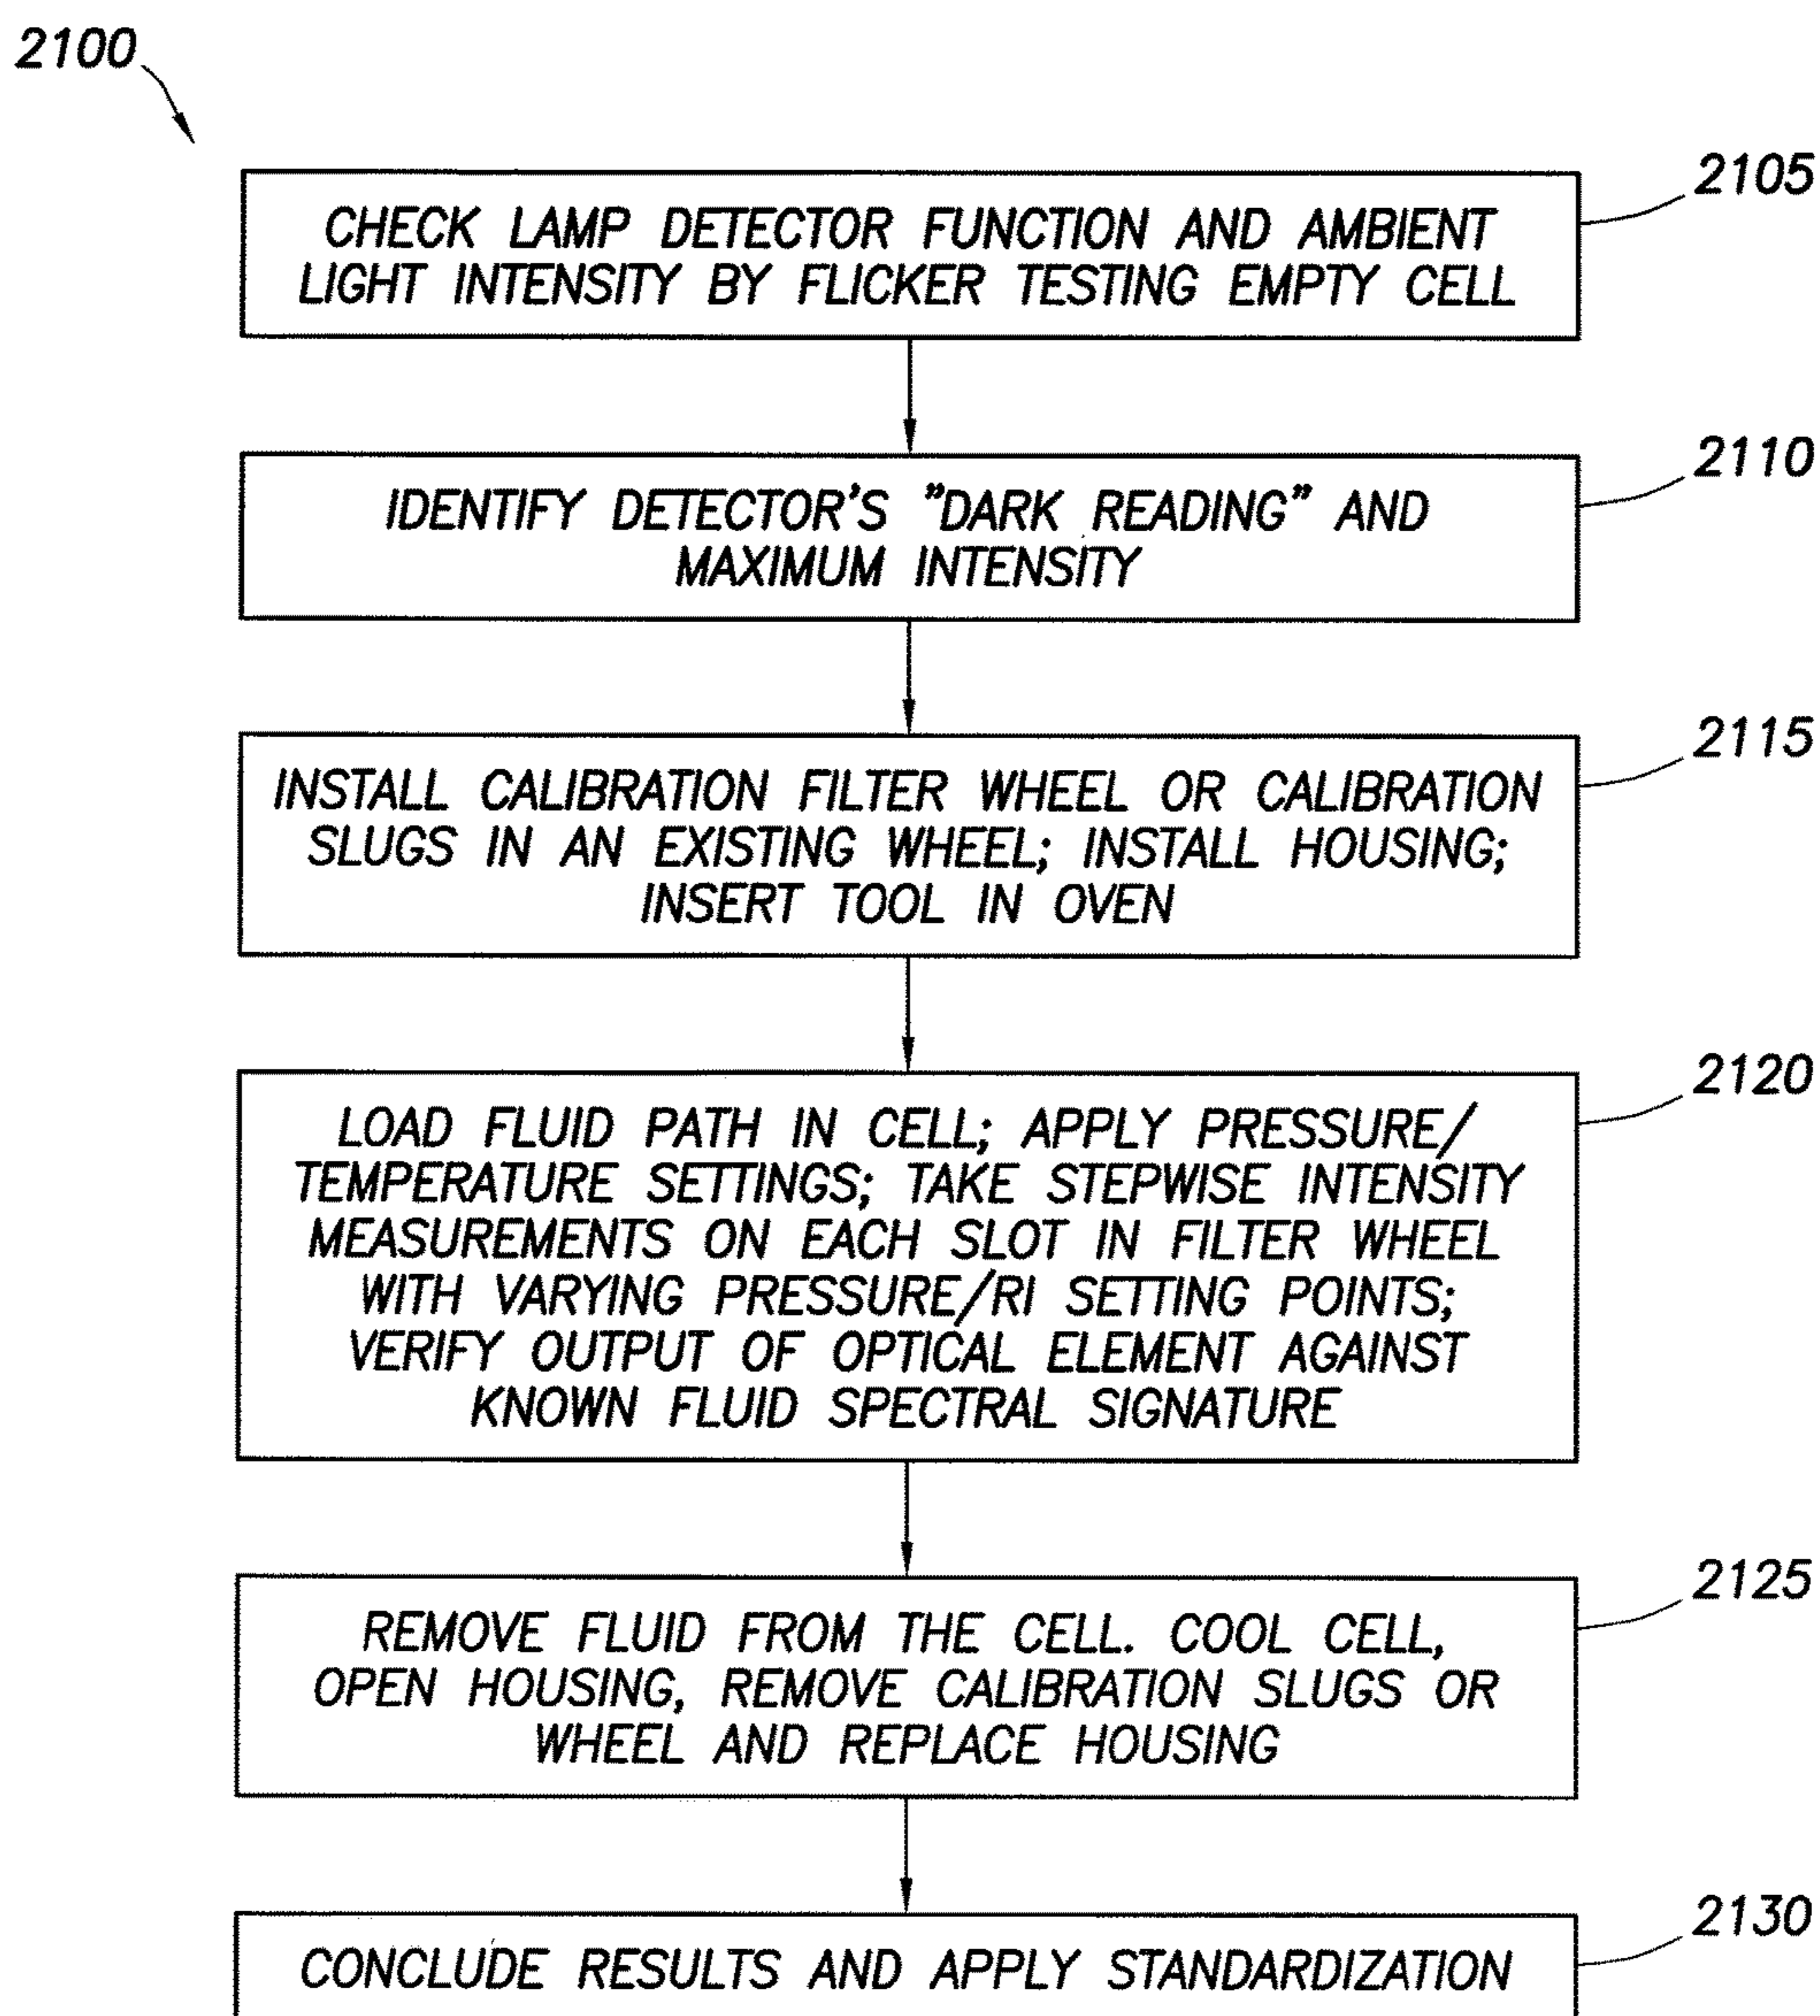 2100
2105
CHECK LAMP DETECTOR FUNCTION AND AMBIENT
LIGHT INTENSITY BY FLICKER TESTING EMPTY CELL
2110
IDENTIFY DETECTOR'S "DARK READING" AND
MAXIMUM INTENSITY
2115
INSTALL CALIBRATION FILTER WHEEL OR CALIBRATION
SLUGS IN AN EXISTING WHEEL; INSTALL HOUSING;
INSERT TOOL IN OVEN
2120
LOAD FLUID PATH IN CELL; APPLY PRESSURE/
TEMPERATURE SETTINGS; TAKE STEPWISE INTENSITY
MEASUREMENTS ON EACH SLOT IN FILTER WHEEL
WITH VARYING PRESSURE/RI SETTING POINTS;
VERIFY OUTPUT OF OPTICAL ELEMENT AGAINST
KNOWN FLUID SPECTRAL SIGNATURE
2125
REMOVE FLUID FROM THE CELL. COOL CELL,
OPEN HOUSING, REMOVE CALIBRATION SLUGS OR
WHEEL AND REPLACE HOUSING
2130
CONCLUDE RESULTS AND APPLY STANDARDIZATION